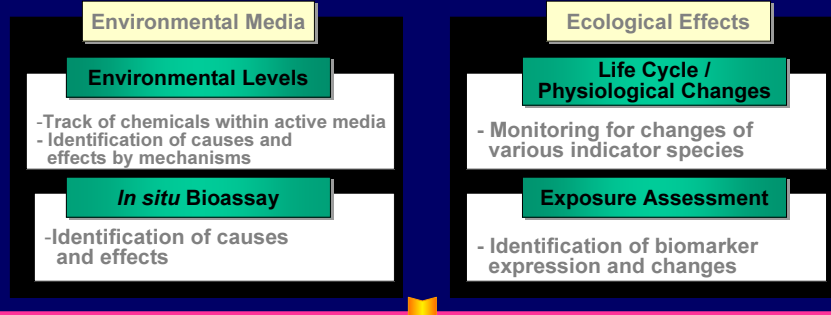 Environmental Media
Environmental Levels
-Track of chemicals within active media
- Identification of causes and
effects by mechanisms
In situ Bioassay
-Identification of causes
and effects
Ecological Effects
Life Cycle /
Physiological Changes
- Monitoring for changes of
various indicator species
Exposure Assessment
- Identification of biomarker
expression and changes